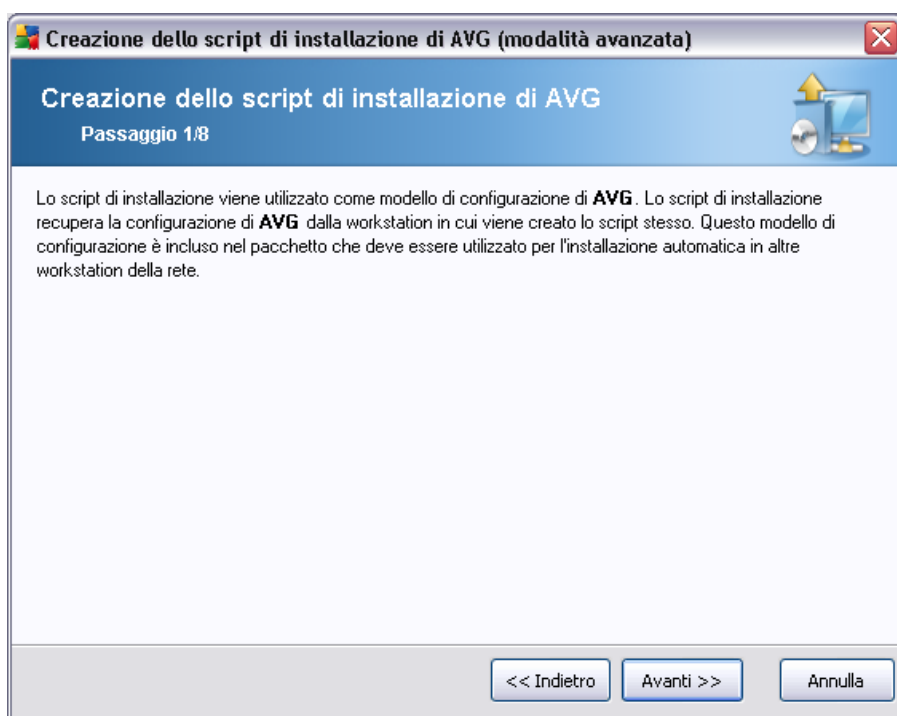 Creazione dello script di installazione di AVG (modalità avanzata)
Creazione dello script di installazione di AVG
Passaggio 1/8
Lo script di installazione viene utilizzato come modello di configurazione di AVG. Lo script di installazione
recupera la configurazione di AVG dalla workstation in cui viene creato lo script stesso. Questo modello di
configurazione è incluso nel pacchetto che deve essere utilizzato per l'installazione automatica in altre
workstation della rete.
<< Indietro
Avanti >>
Annulla